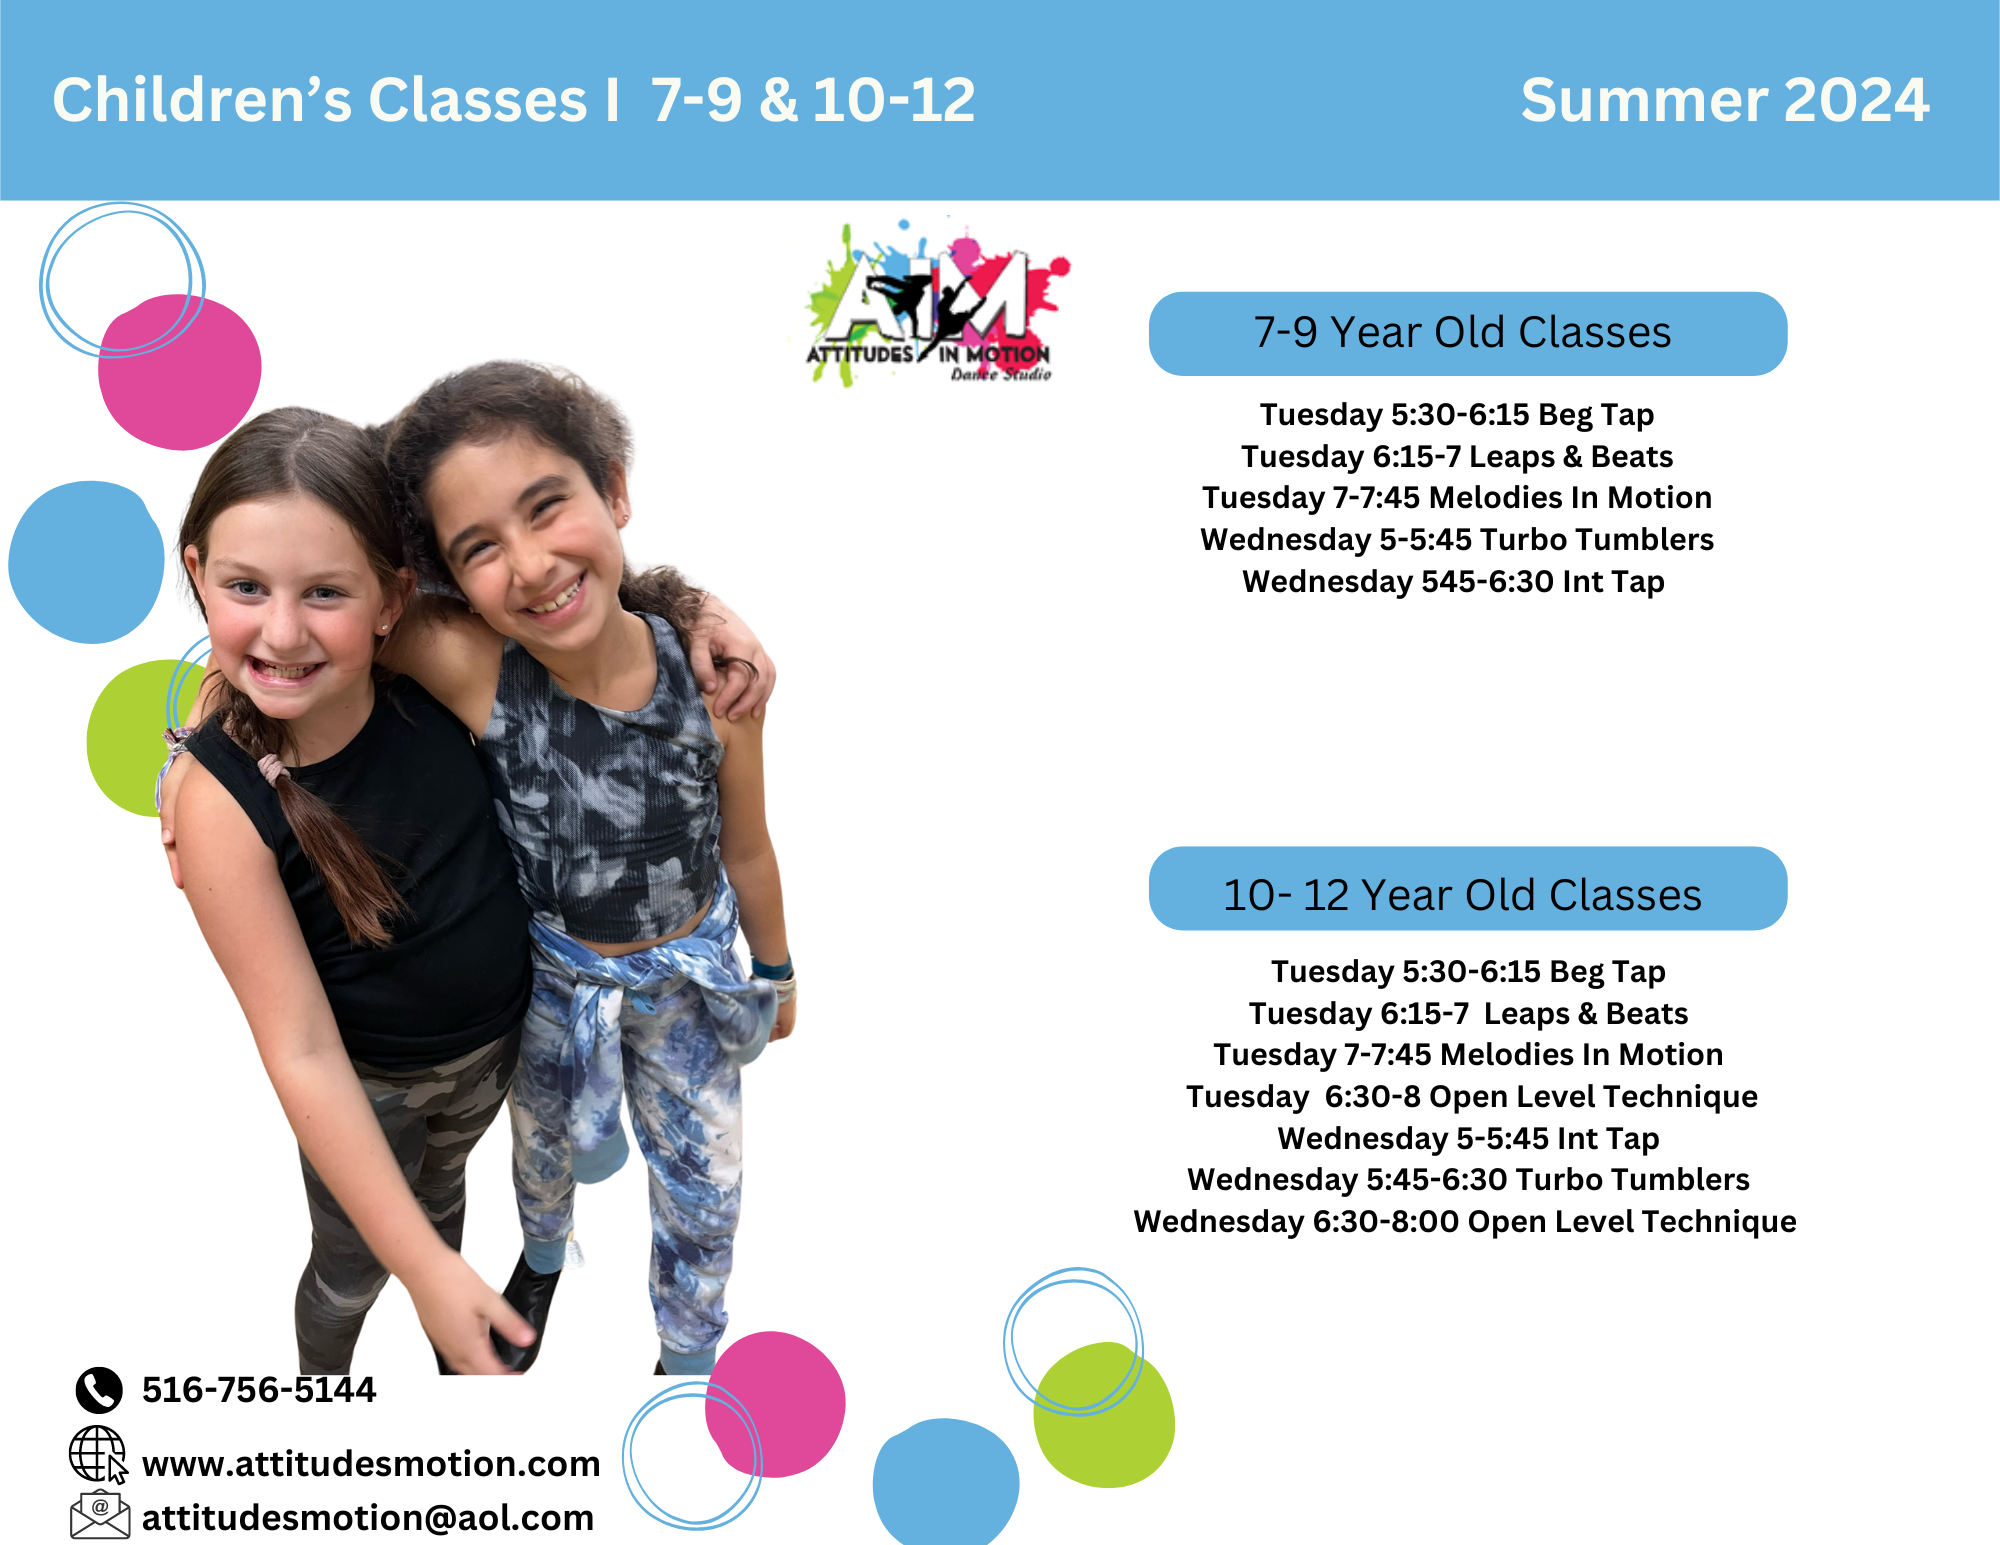 Children’s Classes I  7-9 & 10-12
Summer 2024
AiM
ATTITUDES IN MOTION
Dance Studio
7-9 Year Old Classes
Tuesday 5:30-6:15 Beg Tap
Tuesday 6:15-7 Leaps & Beats
Tuesday 7-7:45 Melodies In Motion
Wednesday 5-5:45 Turbo Tumblers
Wednesday 545-6:30 Int Tap
10- 12 Year Old Classes
Tuesday 5:30-6:15 Beg Tap
Tuesday 6:15-7  Leaps & Beats
Tuesday 7-7:45 Melodies In Motion
Tuesday  6:30-8 Open Level Technique
Wednesday 5-5:45 Int Tap
Wednesday 5:45-6:30 Turbo Tumblers
Wednesday 6:30-8:00 Open Level Technique
516-756-5144
www.attitudesmotion.com
@
attitudesmotion@aol.com